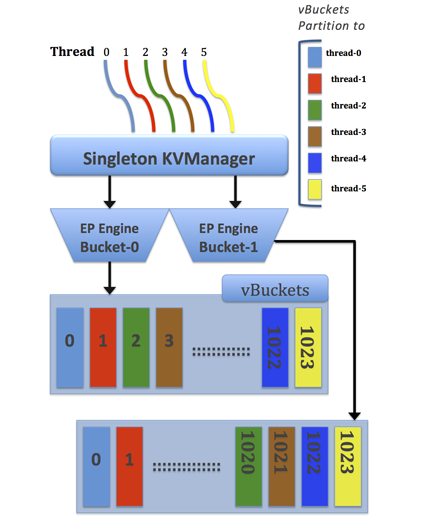 vBuckets
Partition to
thread-0
thread-1
thread-2
thread-3
thread-4
thread-5
Thread 0 1 2 3 4 5
Singleton KVManager
EP Engine
Bucket-0
EP Engine
Bucket-1
vBuckets
0 1 2 3 1022 1023
0 1 1020 1021 1022 1023